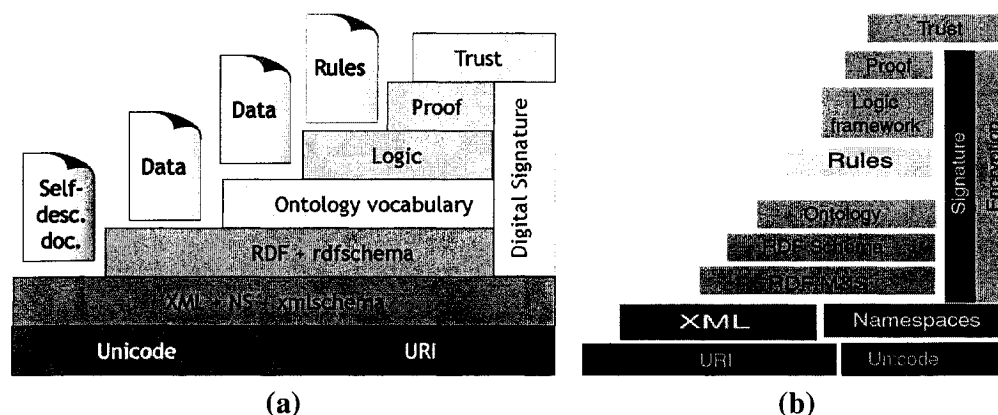 Trust
Rules
Proof
Data
Logic
Data
Self-
desc.
doc.
Ontology vocabulary
RDF + rdfschema
XML + NS + xmlschema
Unicode URI
Digital Signature
(a)
Trust
Proof
Logic
framework
Rules
Ontology
RDF Schema
RDF M&S
XML Namespaces
URI Unicode
Signature
Encryption
(b)